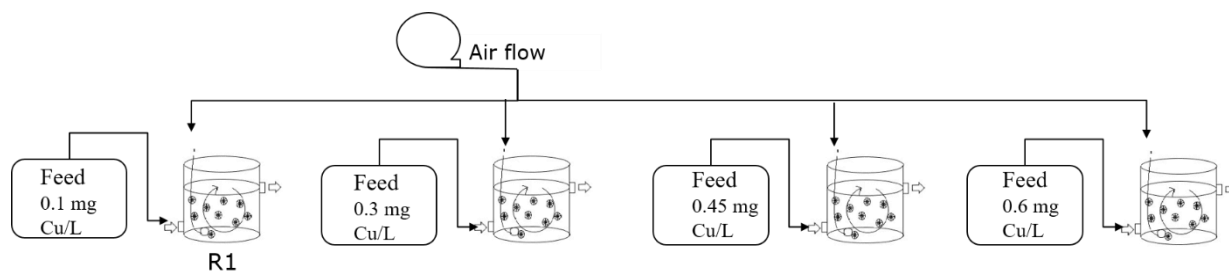 Air flow
Feed
0.1 mg
Cu/L
Feed
0.3 mg
Cu/L
Feed
0.45 mg
Cu/L
Feed
0.6 mg
Cu/L
R1